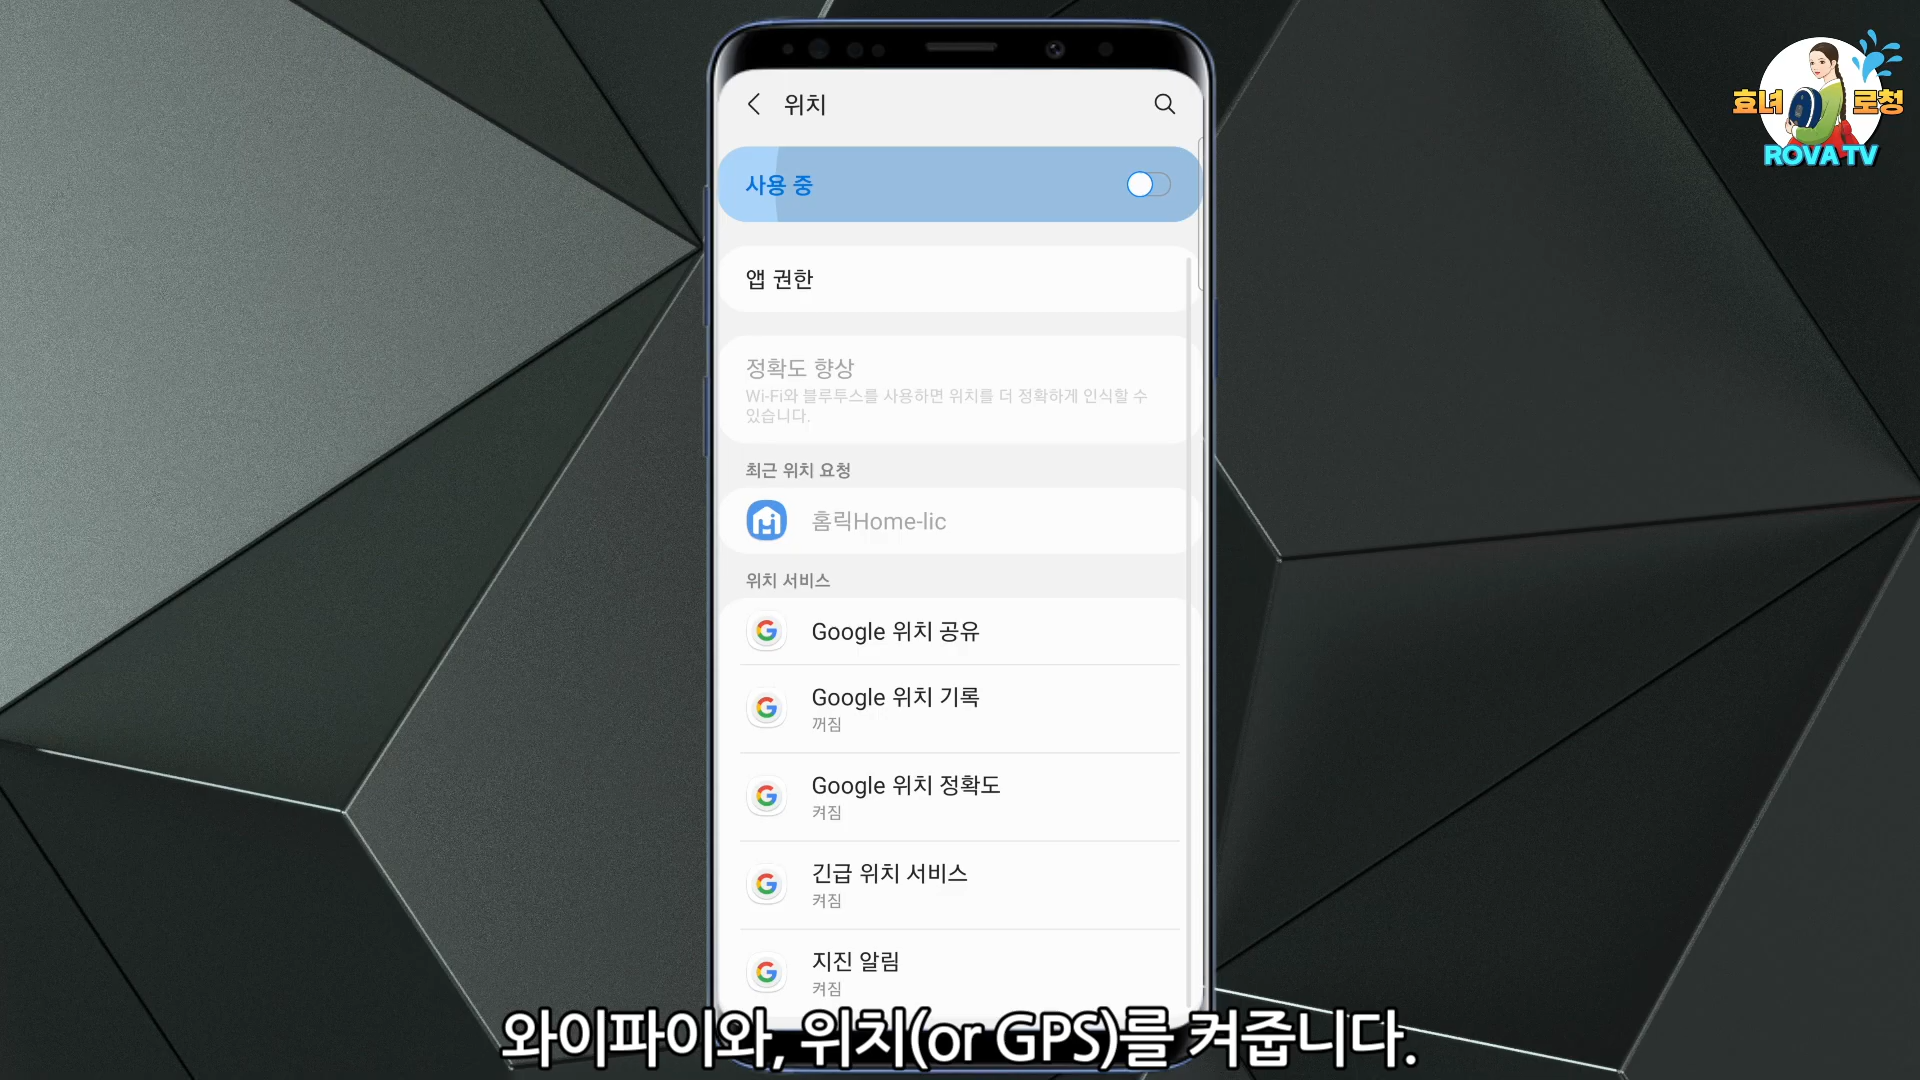 위치
효녀 로청
ROVA TV
사용 중
앱 권한
정확도 향상
Wi-Fi와 블루투스를 사용하면 위치를 더 정확하게 인식할 수
있습니다.
최근 위치 요청
홈릭Home-lic
위치 서비스
Google 위치 공유
Google 위치 기록
꺼짐
Google 위치 정확도
켜짐
긴급 위치 서비스
켜짐
지진 알림
켜짐
와이파이와, 위치(or GPS)를 켜줍니다.